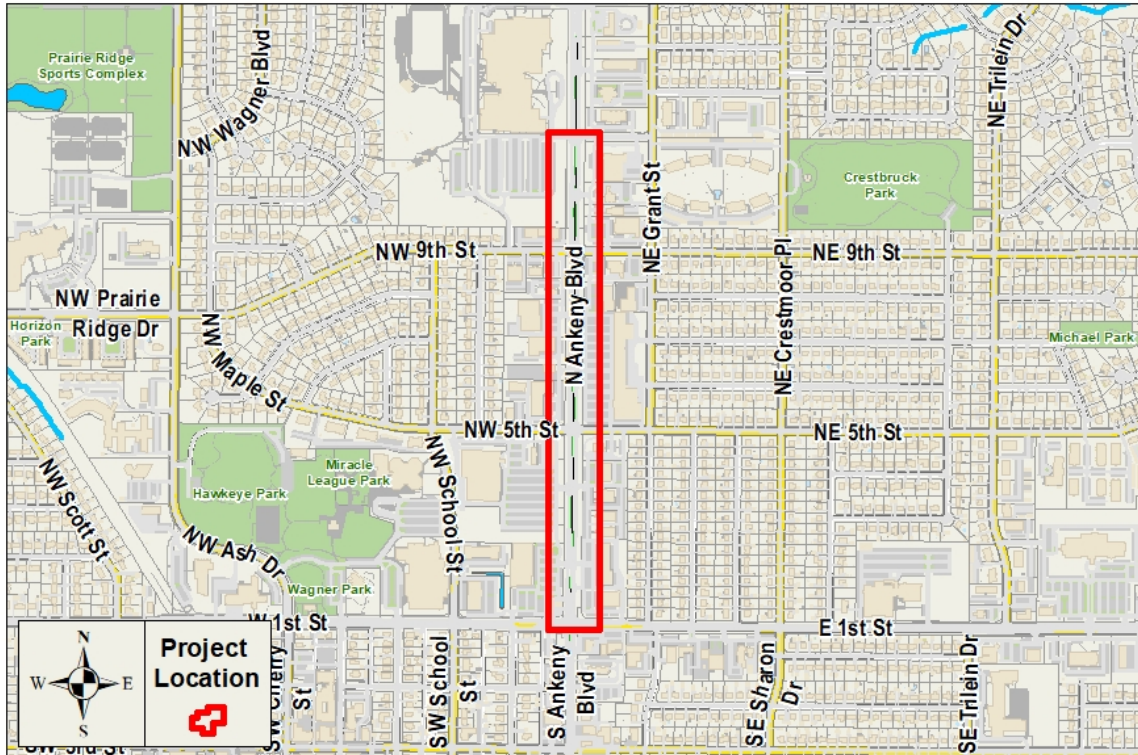 Prairie Ridge
Sports Complex
NW Wagner Blvd
NE Trilein Dr
Crestbruck
Park
NE Grant St
NW 9th St
N Ankeny Blvd
NE Crestmoor Pl
NE 9th St
NW Prairie
Ridge Dr
Horizon
Park
NW
Maple St
Michael Park
NW 5th St
NE 5th St
NW School
St
Miracle
League Park
Hawkeye Park
NW Scott St
NW Ash Dr
Wagner Park
W 1st St
E 1st St
N
W
E
S
Project
Location
SW Cherry
St
SW School
St
S Ankeny
Blvd
SE Sharon
Dr
SE Trilein Dr
SW 3rd St